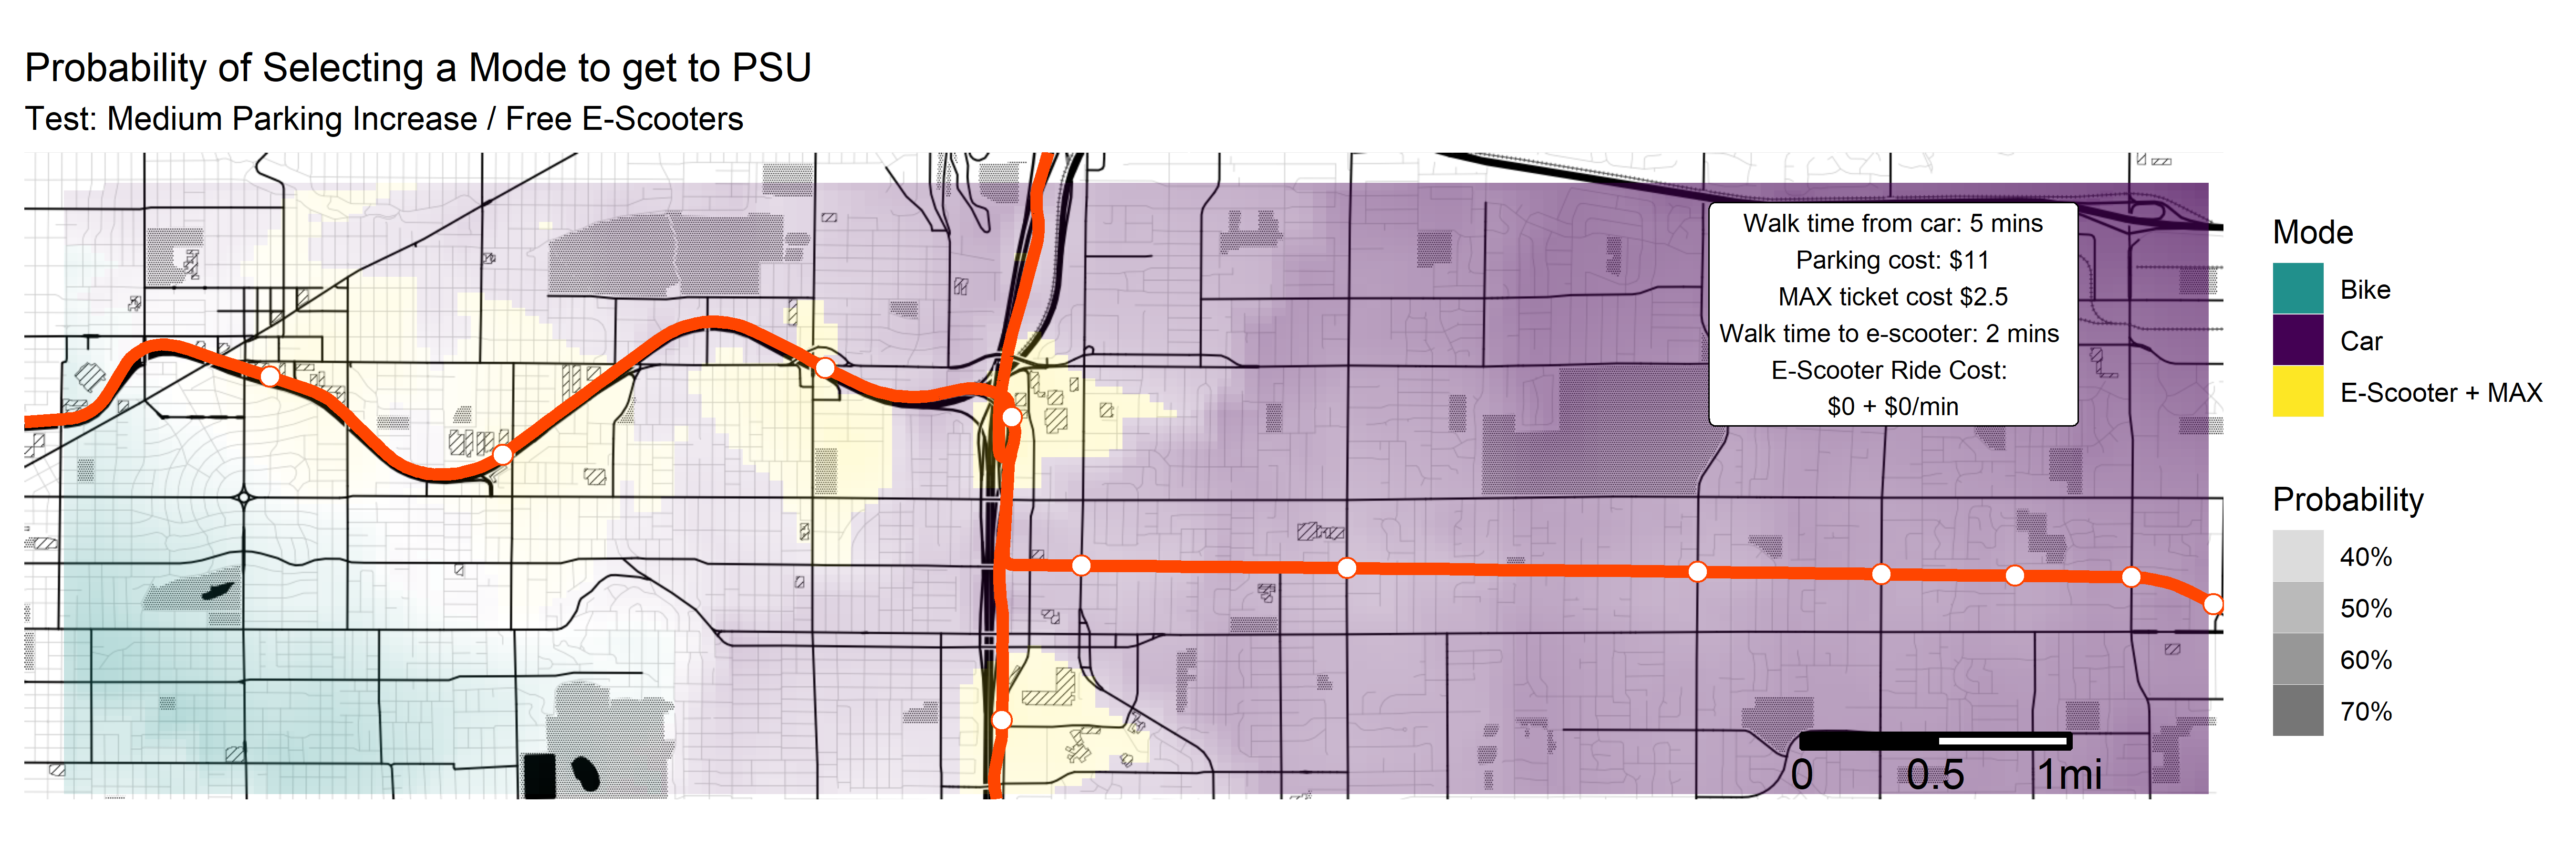 Probability of Selecting a Mode to get to PSU
Test: Medium Parking Increase / Free E-Scooters
Walk time from car: 5 mins
Parking cost: $11
MAX ticket cost $2.5
Walk time to e-scooter: 2 mins
E-Scooter Ride Cost:
$0 + $0/min
Mode
Bike
Car
E-Scooter + MAX
Probability
40%
50%
60%
70%
0 0.5 1mi